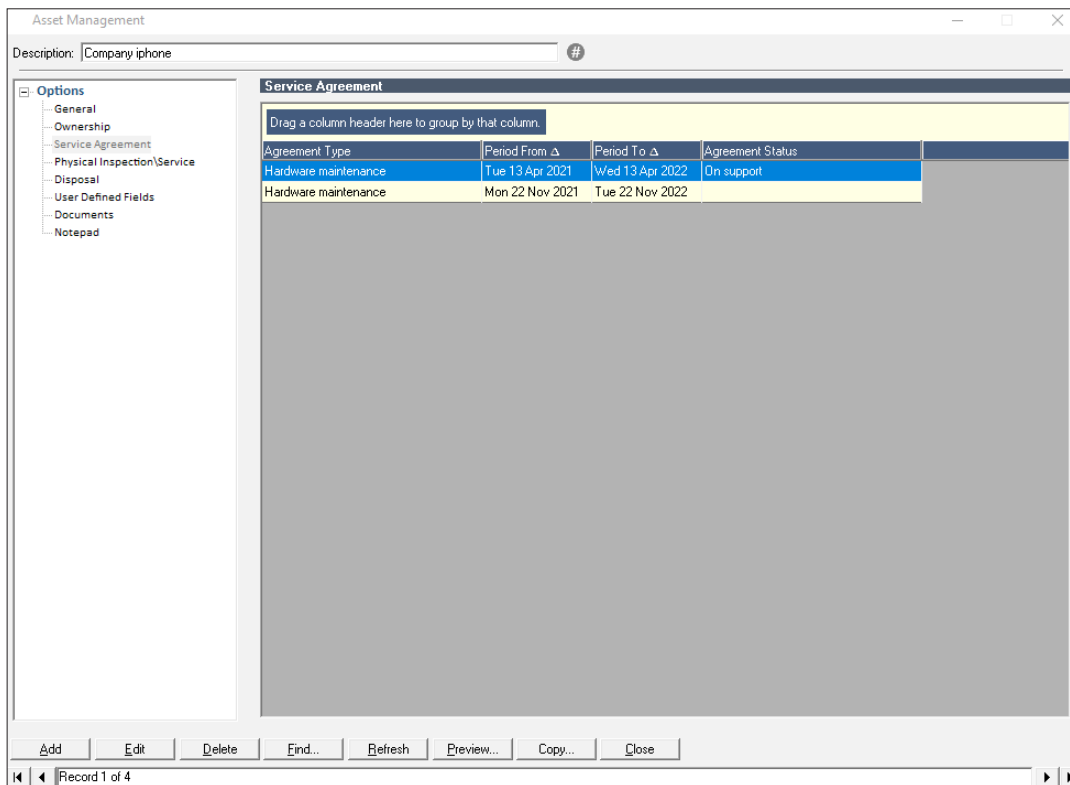 Asset Management
Description: Company iphone #
Options
General
Ownership
Service Agreement
Physical Inspection\Service
Disposal
User Defined Fields
Documents
Notepad
Service Agreement
Drag a column header here to group by that column.
Agreement Type Period From Δ Period To Δ Agreement Status
Hardware maintenance Tue 13 Apr 2021 Wed 13 Apr 2022 On support
Hardware maintenance Mon 22 Nov 2021 Tue 22 Nov 2022
Add Edit Delete Find... Refresh Preview... Copy... Close
Record 1 of 4